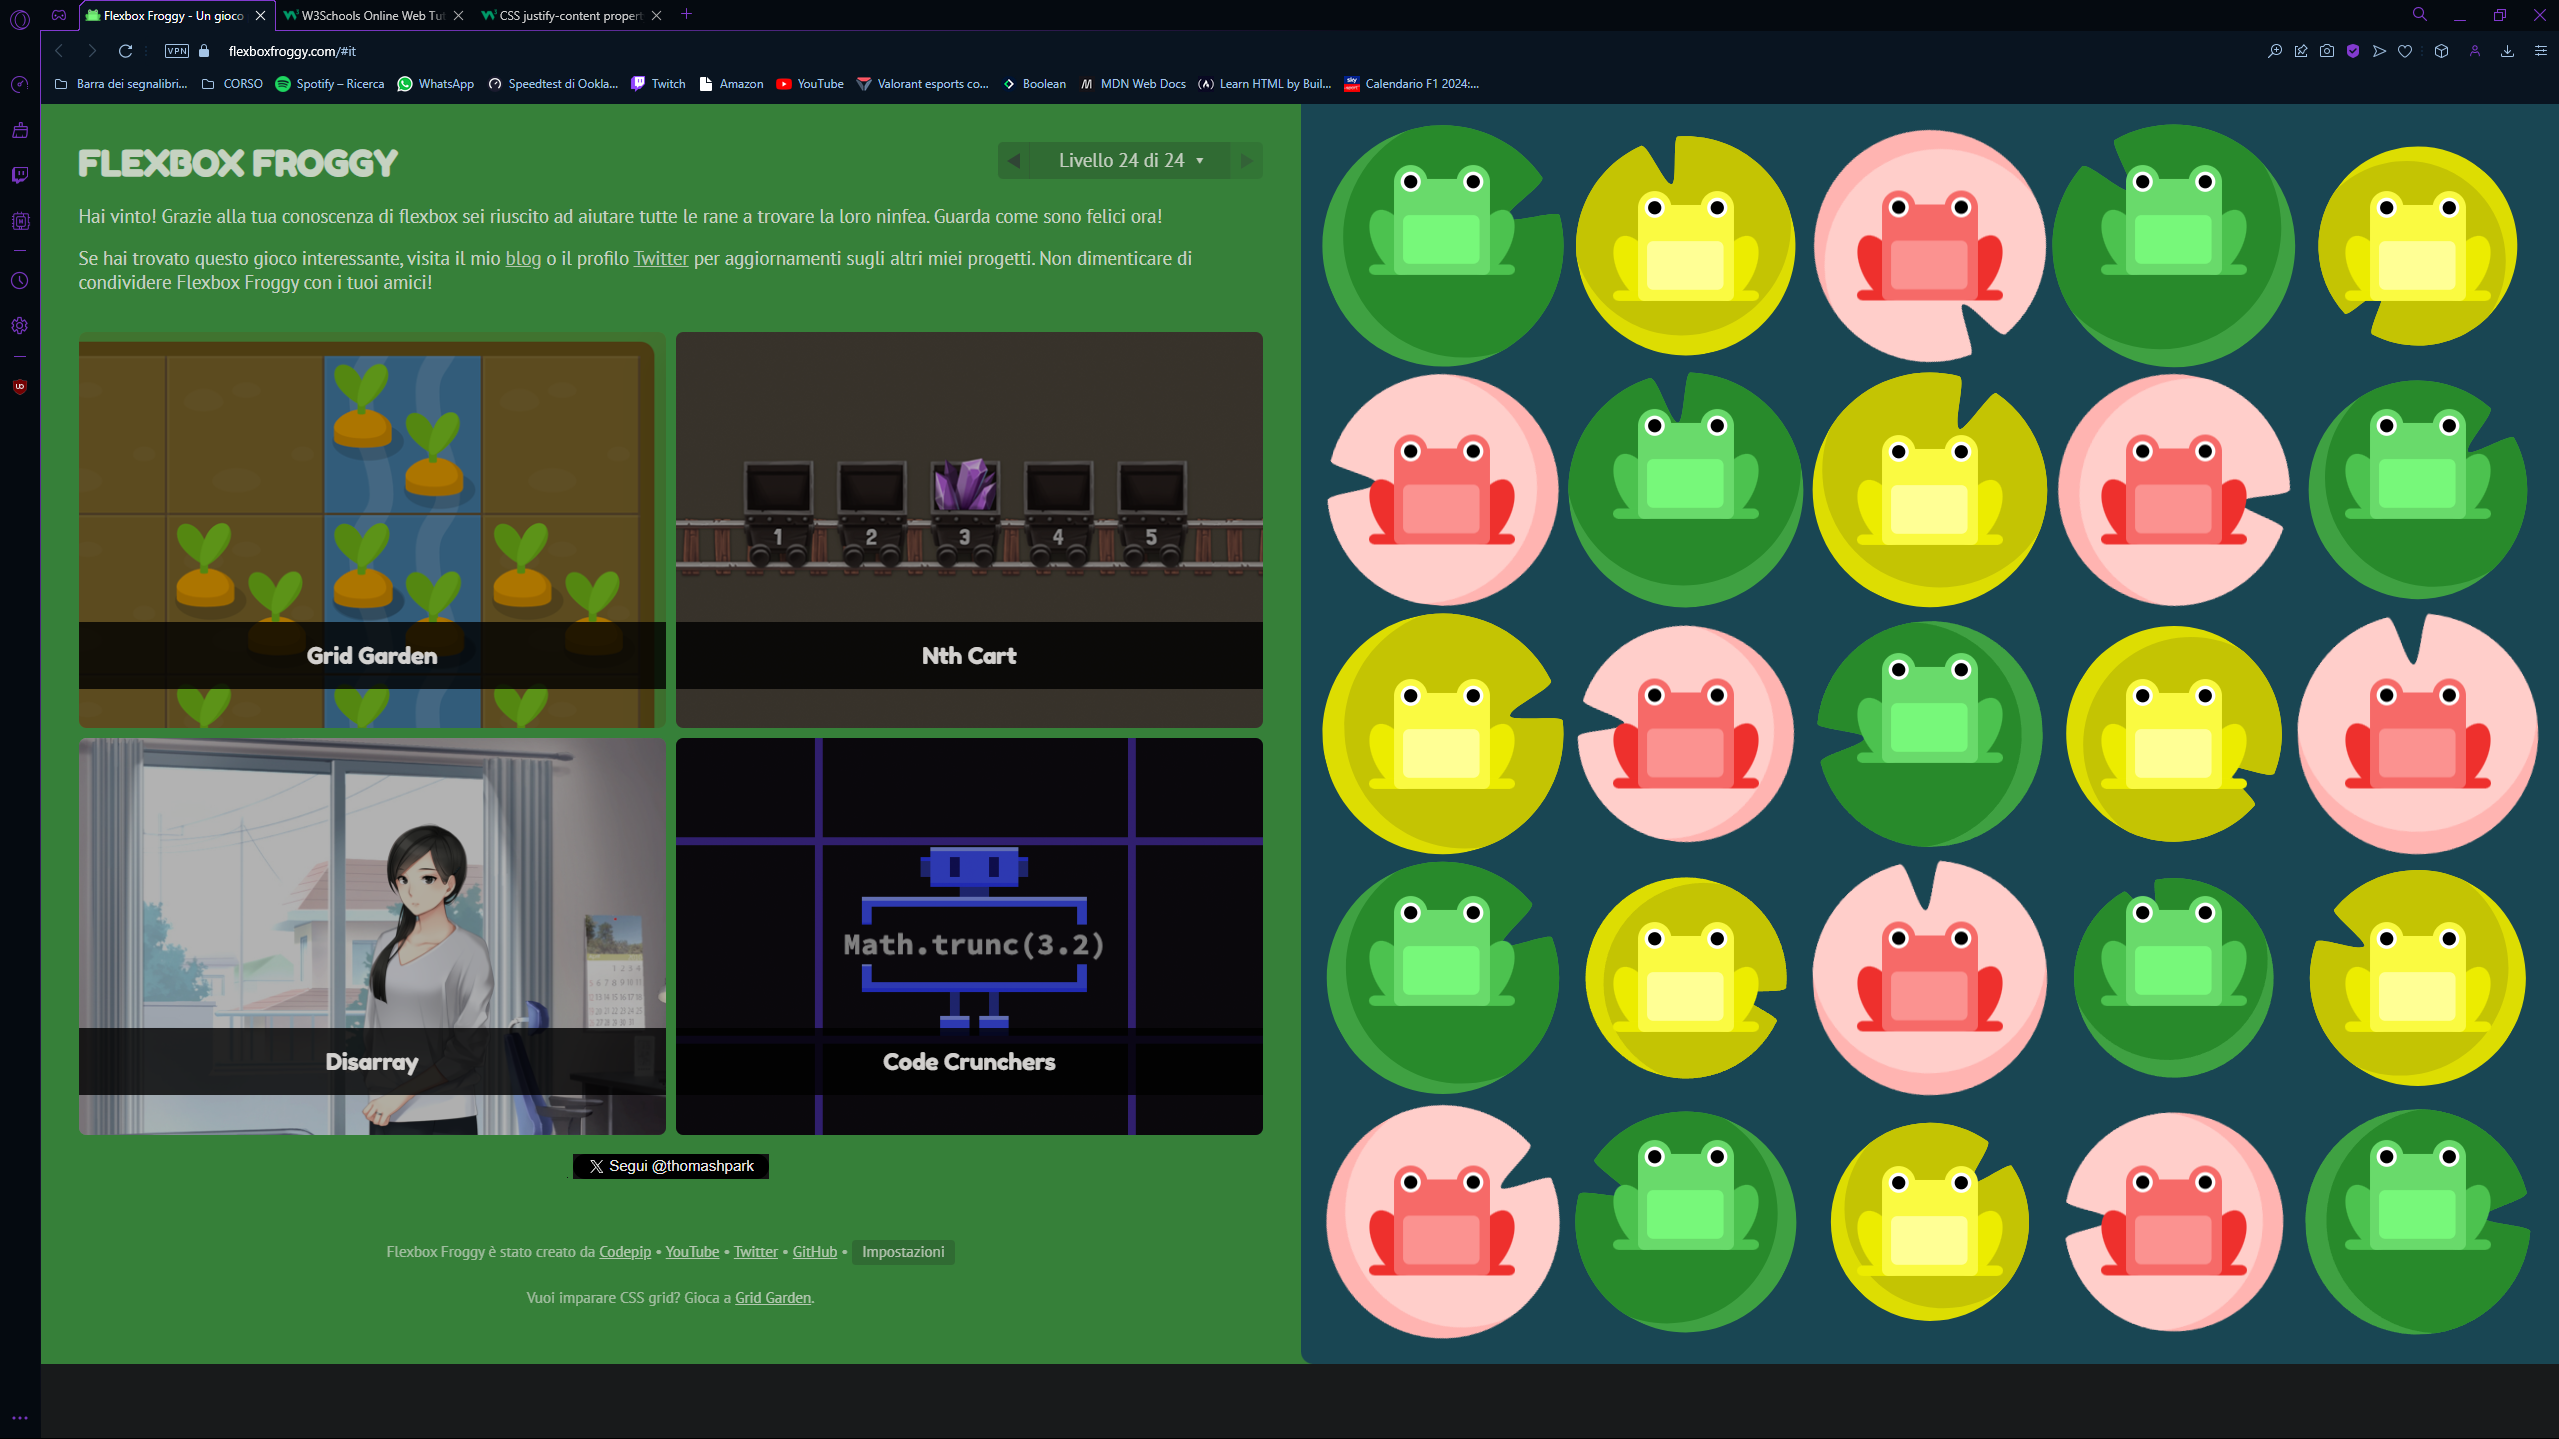 Flexbox Froggy - Un gioco
W3Schools Online Web Tu
CSS justify-content propert
VPN
flexboxfroggy.com/#it
Barra dei segnalibri...
CORSO
Spotify – Ricerca
WhatsApp
Speedtest di Ookla...
Twitch
Amazon
YouTube
Valorant esports co...
Boolean
MDN Web Docs
Learn HTML by Buil...
Calendario F1 2024:...
FLEXBOX FROGGY
Livello 24 di 24
Hai vinto! Grazie alla tua conoscenza di flexbox sei riuscito ad aiutare tutte le rane a trovare la loro ninfea. Guarda come sono felici ora!
Se hai trovato questo gioco interessante, visita il mio blog o il profilo Twitter per aggiornamenti sugli altri miei progetti. Non dimenticare di
condividere Flexbox Froggy con i tuoi amici!
1 2 3 4 5
Grid Garden
Nth Cart
Math.trunc(3.2)
Disarray
Code Crunchers
Segui @thomashpark
Flexbox Froggy è stato creato da Codepip • YouTube • Twitter • GitHub • Impostazioni
Vuoi imparare CSS grid? Gioca a Grid Garden.